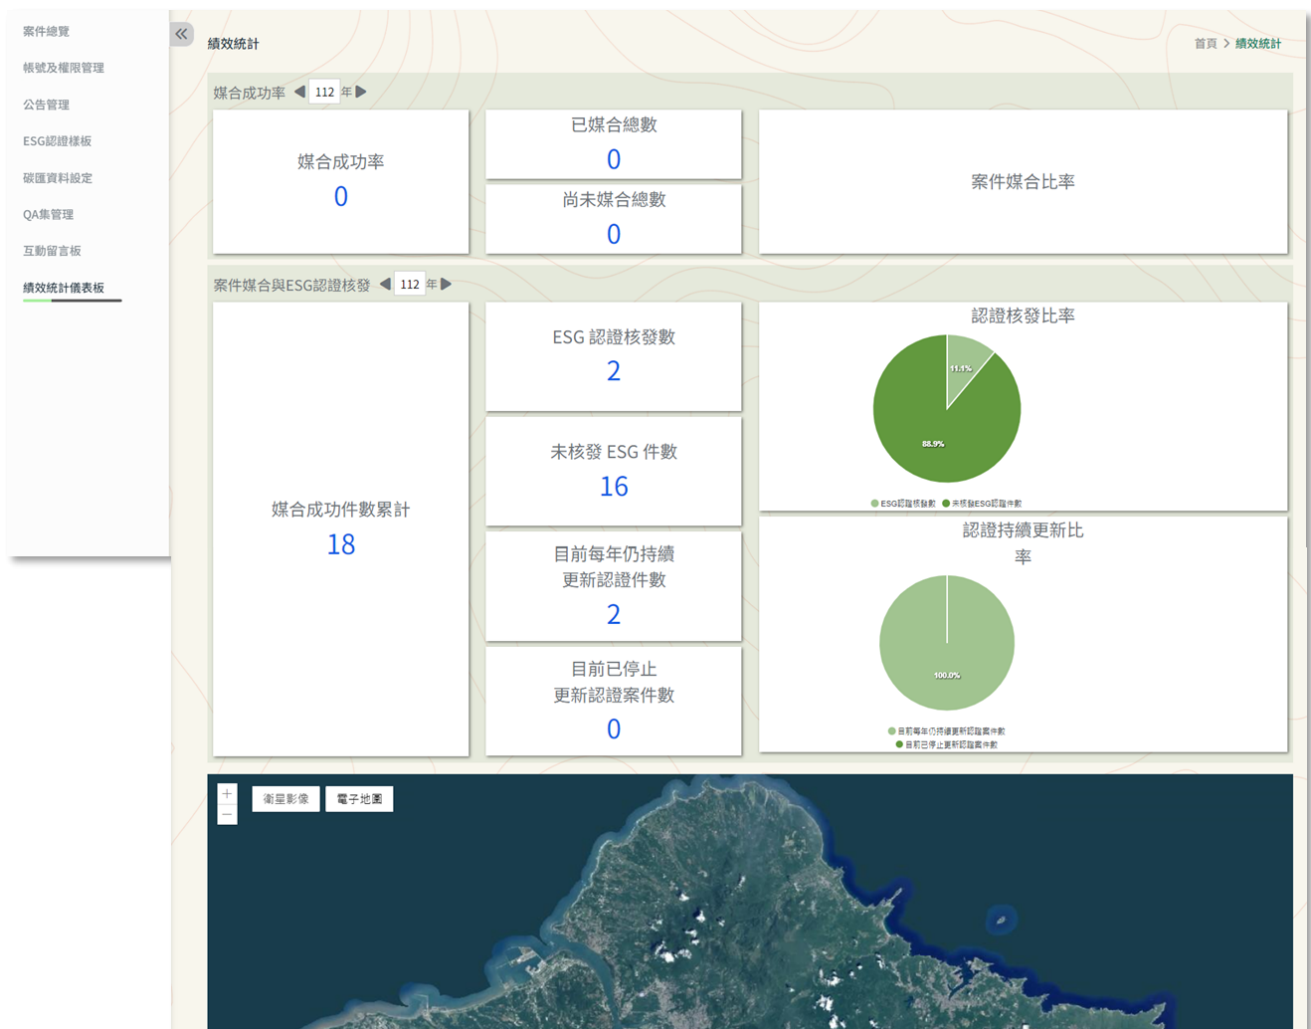 案件總覽
帳號及權限管理
公告管理
ESG認證樣板
碳匯資料設定
QA集管理
互動留言板
績效統計儀表板
績效統計
首頁 > 績效統計
媒合成功率 112 年
媒合成功率
0
已媒合總數
0
尚未媒合總數
0
案件媒合比率
案件媒合與ESG認證核發 112 年
媒合成功件數累計
18
ESG 認證核發數
2
未核發 ESG 件數
16
目前每年仍持續
更新認證件數
2
目前已停止
更新認證案件數
0
認證核發比率
11.1%
88.9%
ESG認證核發數 未核發ESG認證件數
認證持續更新比
率
100.0%
目前每年仍持續更新認證案件數
目前已停止更新認證案件數
+
−
衛星影像 電子地圖